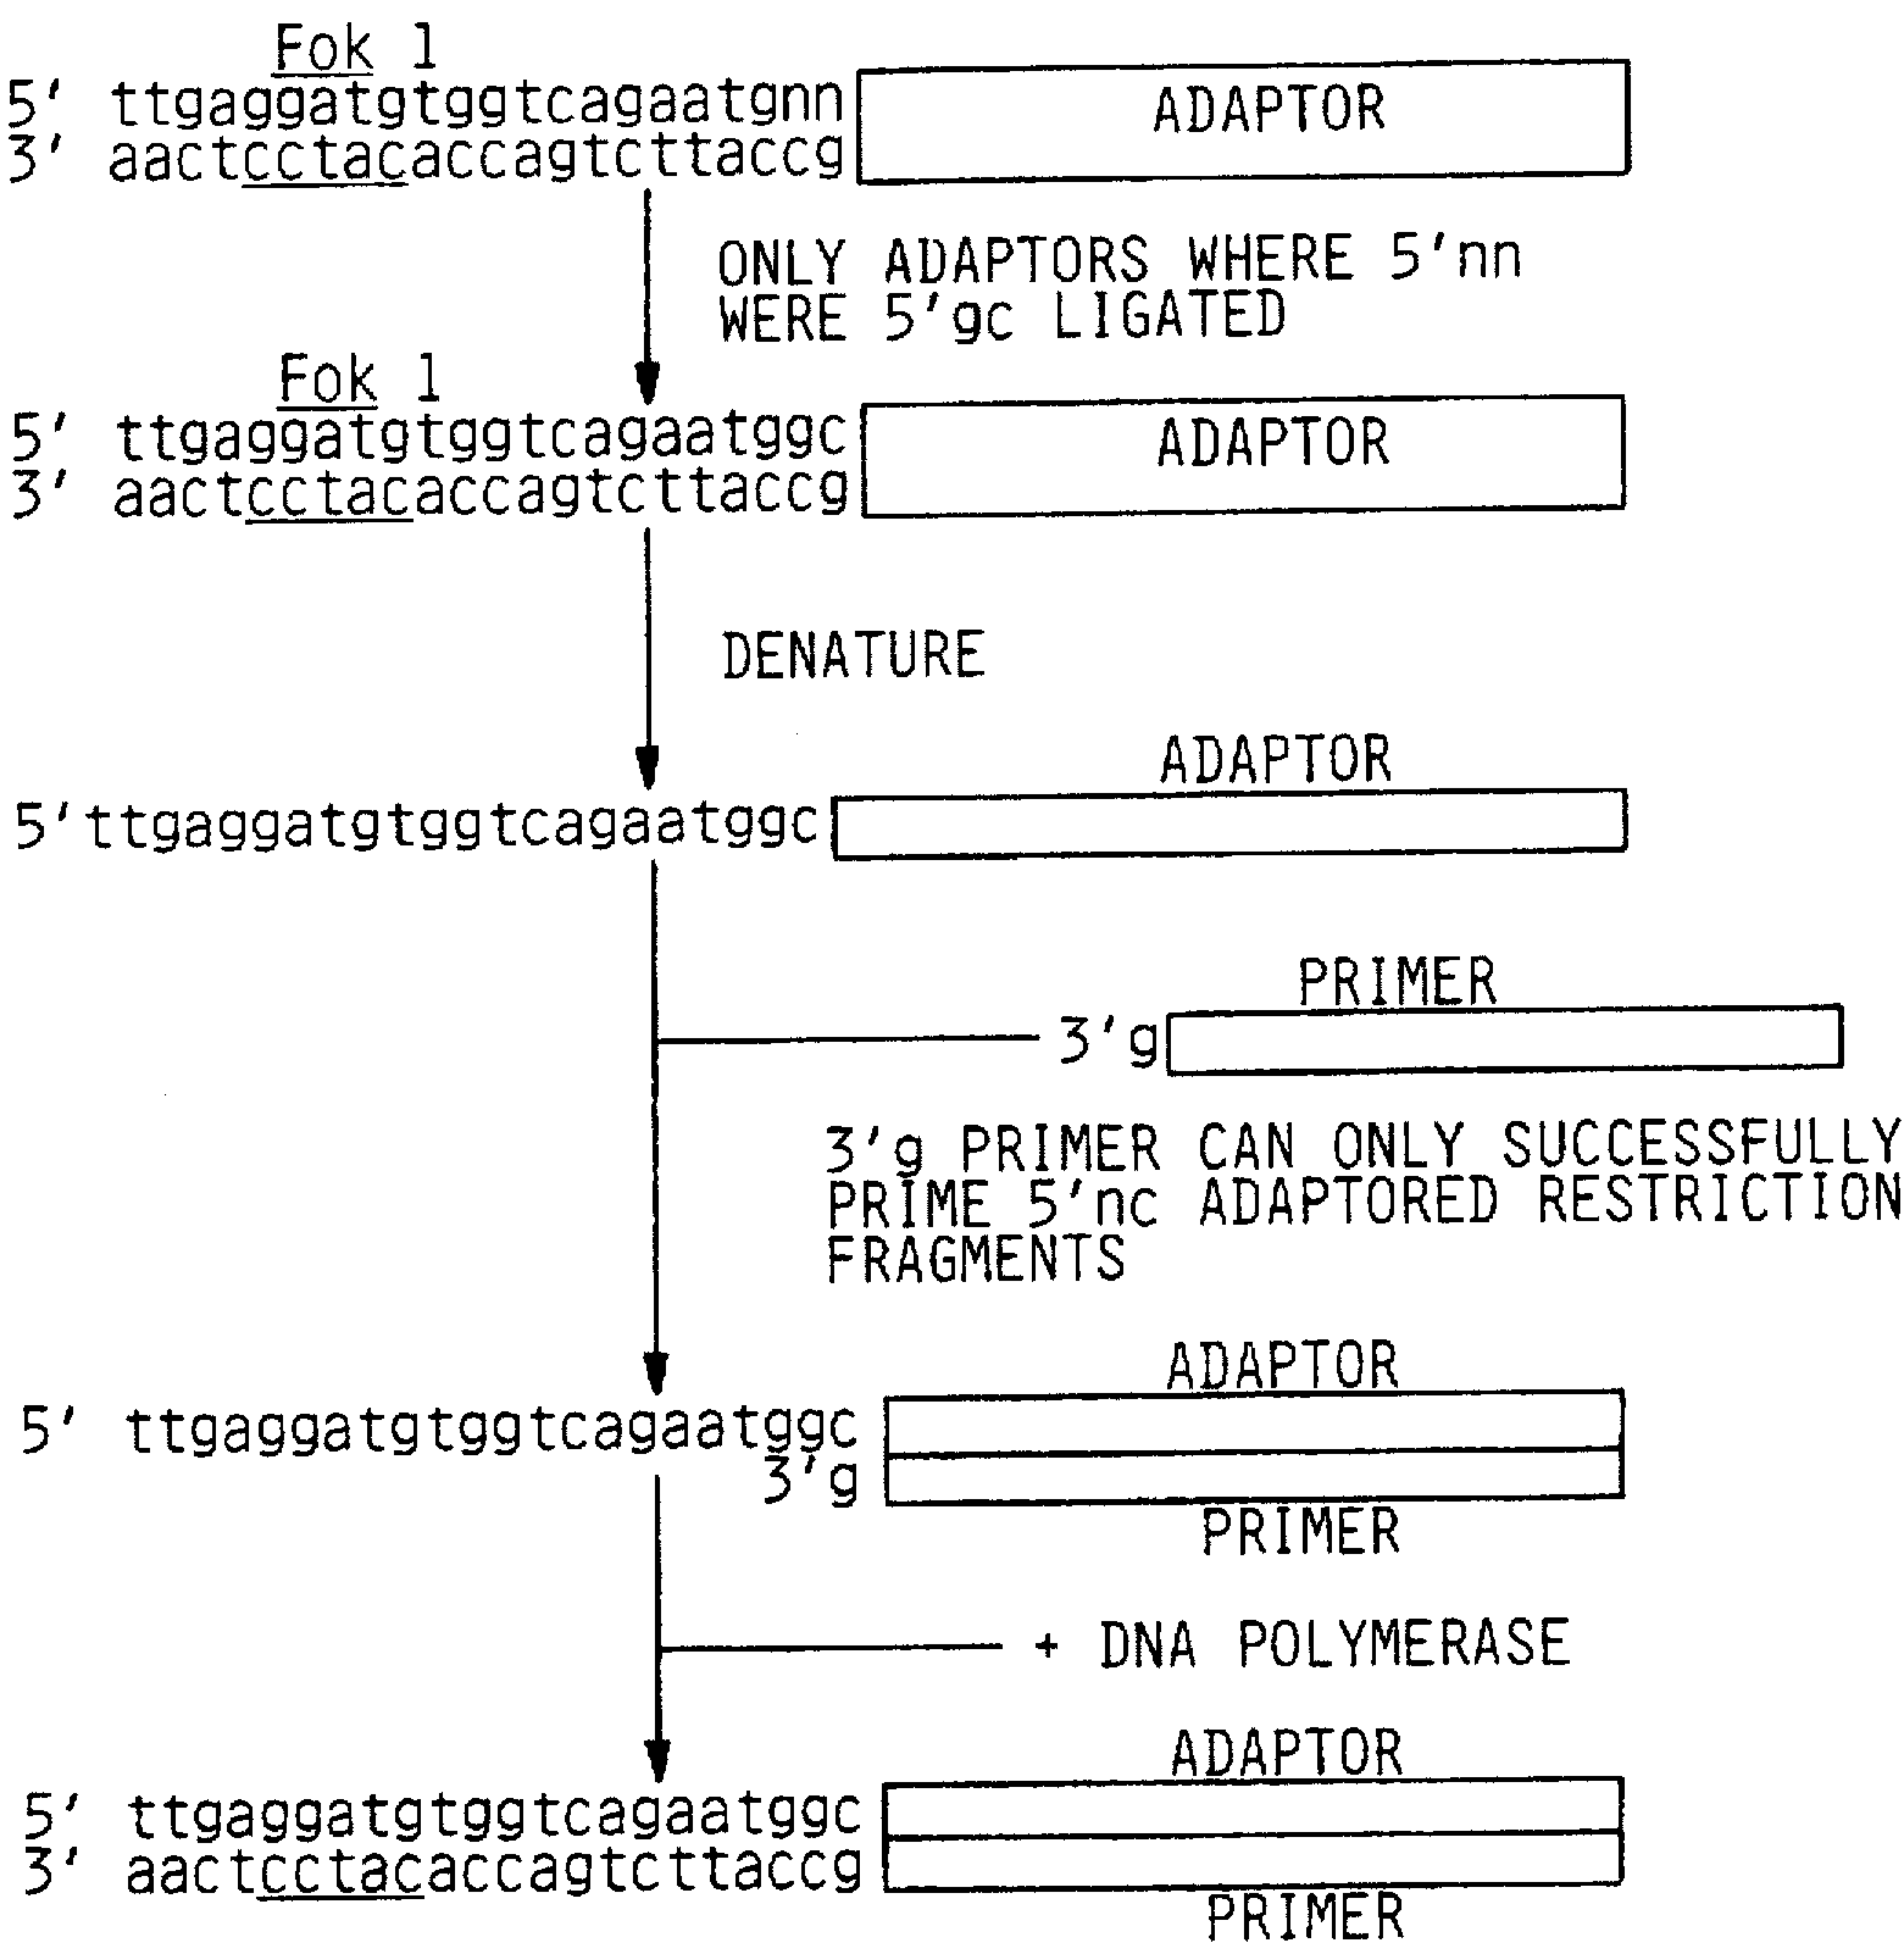 Fok 1
5' ttgaggatgtggtcagaatgnn ADAPTOR
3' aactcctacaccagtcttaccg
ONLY ADAPTORS WHERE 5'nn
WERE 5'gc LIGATED
Fok 1
5' ttgaggatgtggtcagaatggc ADAPTOR
3' aactcctacaccagtcttaccg
DENATURE
ADAPTOR
5'ttgaggatgtggtcagaatggc
PRIMER
3'g
3'g PRIMER CAN ONLY SUCCESSFULLY
PRIME 5'nc ADAPTORED RESTRICTION
FRAGMENTS
ADAPTOR
5' ttgaggatgtggtcagaatggc
3'g
PRIMER
+ DNA POLYMERASE
ADAPTOR
5' ttgaggatgtggtcagaatggc
3' aactcctacaccagtcttaccg
PRIMER